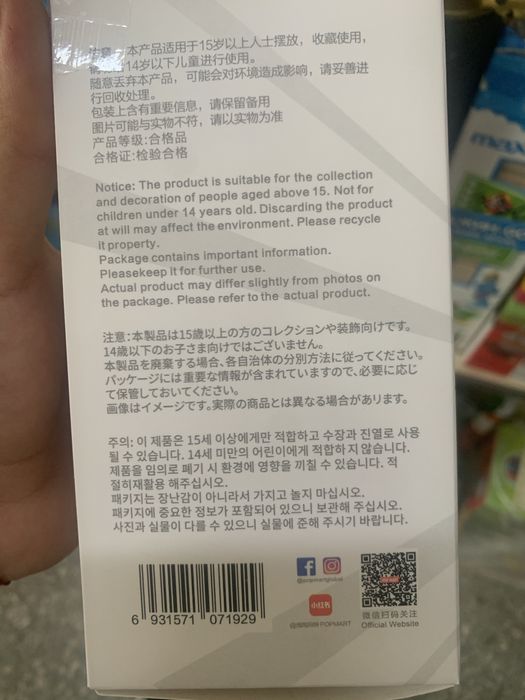 注意：本产品适用于15岁以上人士摆放，收藏使用，
14岁以下儿童进行使用。
随意丢弃本产品，可能会对环境造成影响，请妥善进
行回收处理。
包装上含有重要信息，请保留备用
图片可能与实物不符，请以实物为准
产品等级:合格品
合格证:检验合格
Notice: The product is suitable for the collection
and decoration of people aged above 15. Not for
children under 14 years old. Discarding the product
at will may affect the environment. Please recycle
it properly.
Package contains important information.
Pleasekeep it for further use.
Actual product may differ slightly from photos on
the package. Please refer to the actual product.
注意:本製品は15歳以上の方のコレクションや装飾向けです。
14歳以下のお子さま向けではございません。
本製品を廃棄する場合、各自治体の分別方法に従ってください。
パッケージには重要な情報が含まれていますので、必要に応じ
て保管しておいてください。
画像はイメージです。実際の商品とは異なる場合があります。
주의: 이 제품은 15세 이상에게만 적합하고 수장과 진열로 사용
될 수 있습니다. 14세 미만의 어린이에게 적합하지 않습니다.
제품을 임의로 폐기 시 환경에 영향을 끼칠 수 있습니다. 적
절히재활용 해주십시오.
패키지는 장난감이 아니라서 가지고 놀지 마십시오.
패키지에 중요한 정보가 포함되어 있으니 보관해 주십시오.
사진과 실물이 다를 수 있으니 실물에 준해 주시기 바랍니다.
6 931571 071929
@popmartglobal
小红书
POPMART
微信扫码关注
Official Website